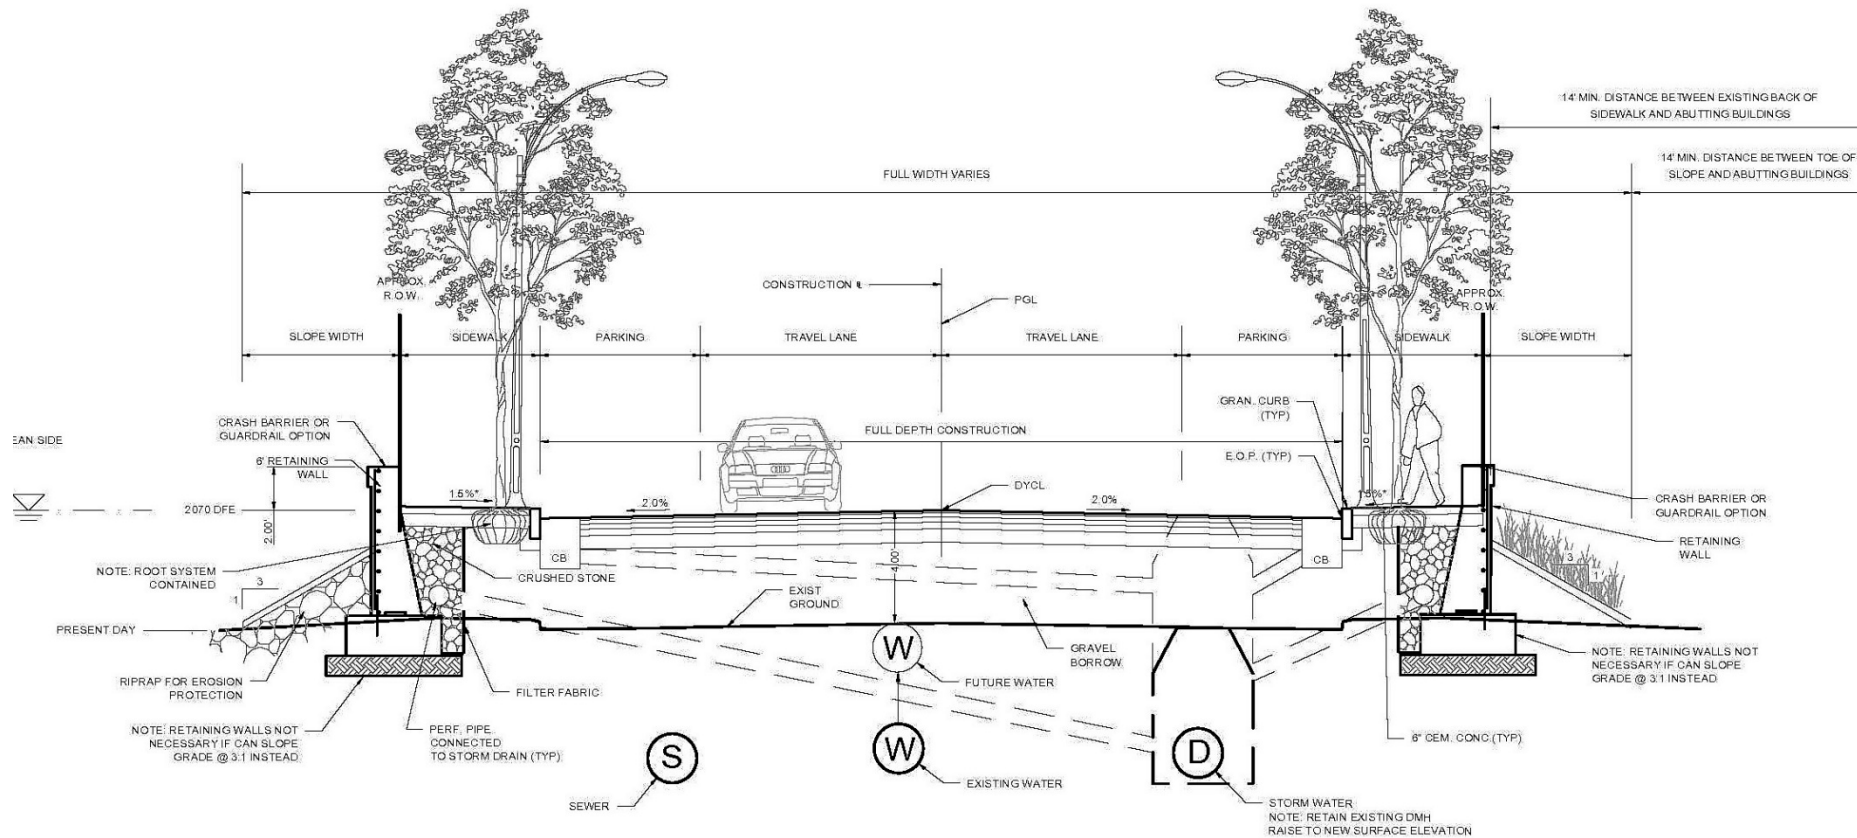 14' MIN. DISTANCE BETWEEN EXISTING BACK OF
SIDEWALK AND ABUTTING BUILDINGS
14' MIN. DISTANCE BETWEEN TOE OF
SLOPE AND ABUTTING BUILDINGS
FULL WIDTH VARIES
APPROX.
R.O.W.
CONSTRUCTION ℄
PGL
APPROX.
R.O.W.
SLOPE WIDTH
SIDEWALK
PARKING
TRAVEL LANE
TRAVEL LANE
PARKING
SIDEWALK
SLOPE WIDTH
GRAN. CURB
(TYP)
CRASH BARRIER OR
GUARDRAIL OPTION
FULL DEPTH CONSTRUCTION
EAN SIDE
6' RETAINING
WALL
E.O.P. (TYP)
1.5%*
2.0%
DYCL
2.0%
1.5%*
CRASH BARRIER OR
GUARDRAIL OPTION
2070 DFE
2.00'
RETAINING
WALL
4.00'
CB
CB
NOTE: ROOT SYSTEM
CONTAINED
CRUSHED STONE
3
1
3
1
EXIST
GROUND
PRESENT DAY
GRAVEL
BORROW
W
NOTE: RETAINING WALLS NOT
NECESSARY IF CAN SLOPE
GRADE @ 3:1 INSTEAD
RIPRAP FOR EROSION
PROTECTION
FILTER FABRIC
FUTURE WATER
NOTE: RETAINING WALLS NOT
NECESSARY IF CAN SLOPE
GRADE @ 3:1 INSTEAD
PERF. PIPE
CONNECTED
TO STORM DRAIN (TYP)
6" CEM. CONC.(TYP)
S
W
D
EXISTING WATER
SEWER
STORM WATER
NOTE: RETAIN EXISTING DMH
RAISE TO NEW SURFACE ELEVATION